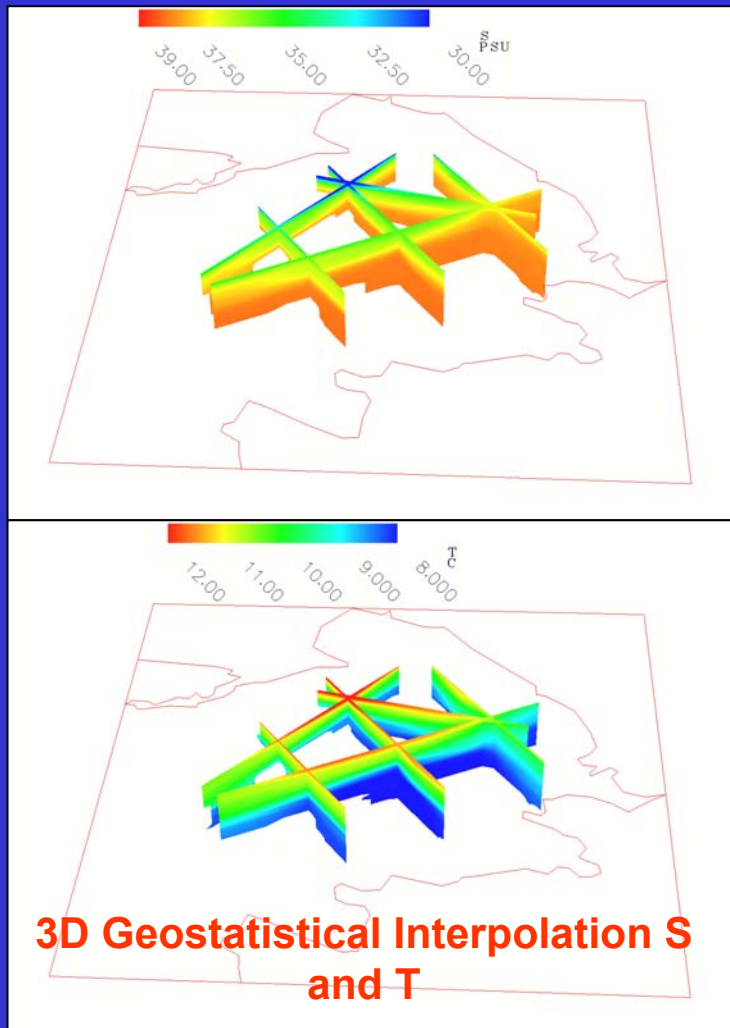 S
PSU
39.00 37.50 35.00 32.50 30.00
T
C
12.00 11.00 10.00 9.000 8.000
3D Geostatistical Interpolation S
and T